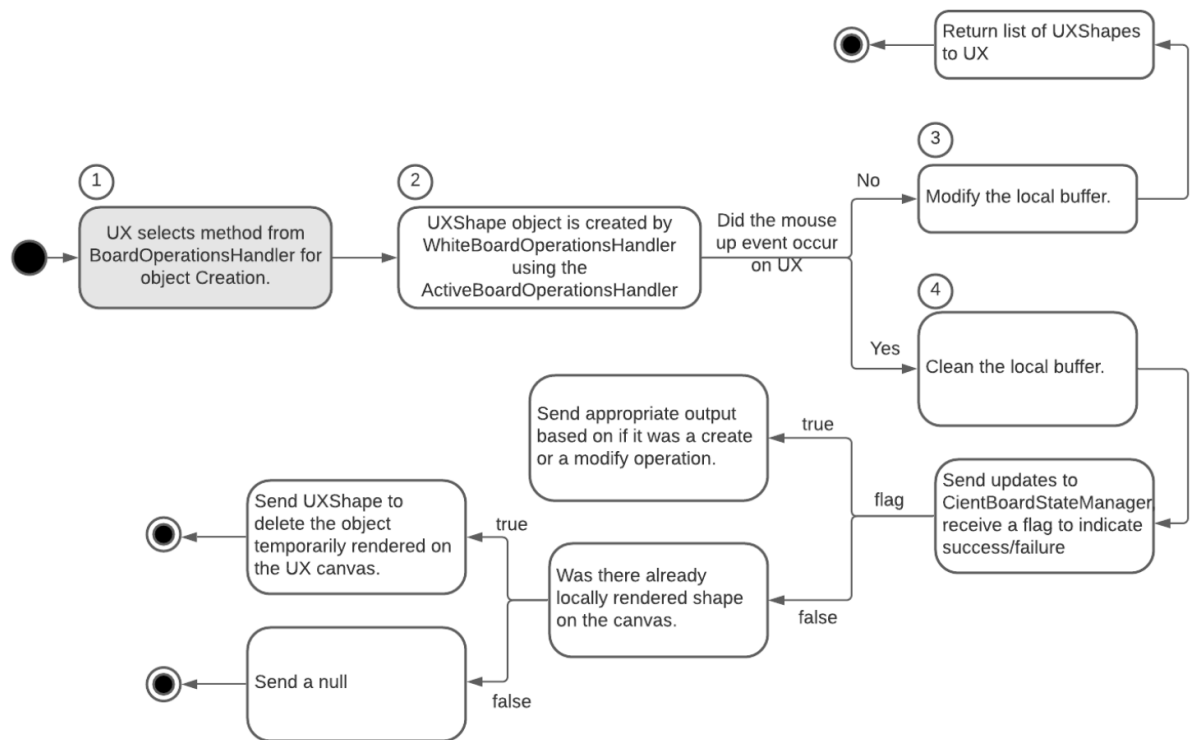 Return list of UXShapes
to UX
3
1
2
No
Modify the local buffer.
UX selects method from
BoardOperationsHandler for
object Creation.
UXShape object is created by
WhiteBoardOperationsHandler
using the
ActiveBoardOperationsHandler
Did the mouse
up event occur
on UX
4
Yes
Clean the local buffer.
Send appropriate output
based on if it was a create
or a modify operation.
true
flag
Send updates to
CientBoardStateManager,
receive a flag to indicate
success/failure
Send UXShape to
delete the object
temporarily rendered on
the UX canvas.
true
Was there already
locally rendered shape
on the canvas.
false
Send a null
false